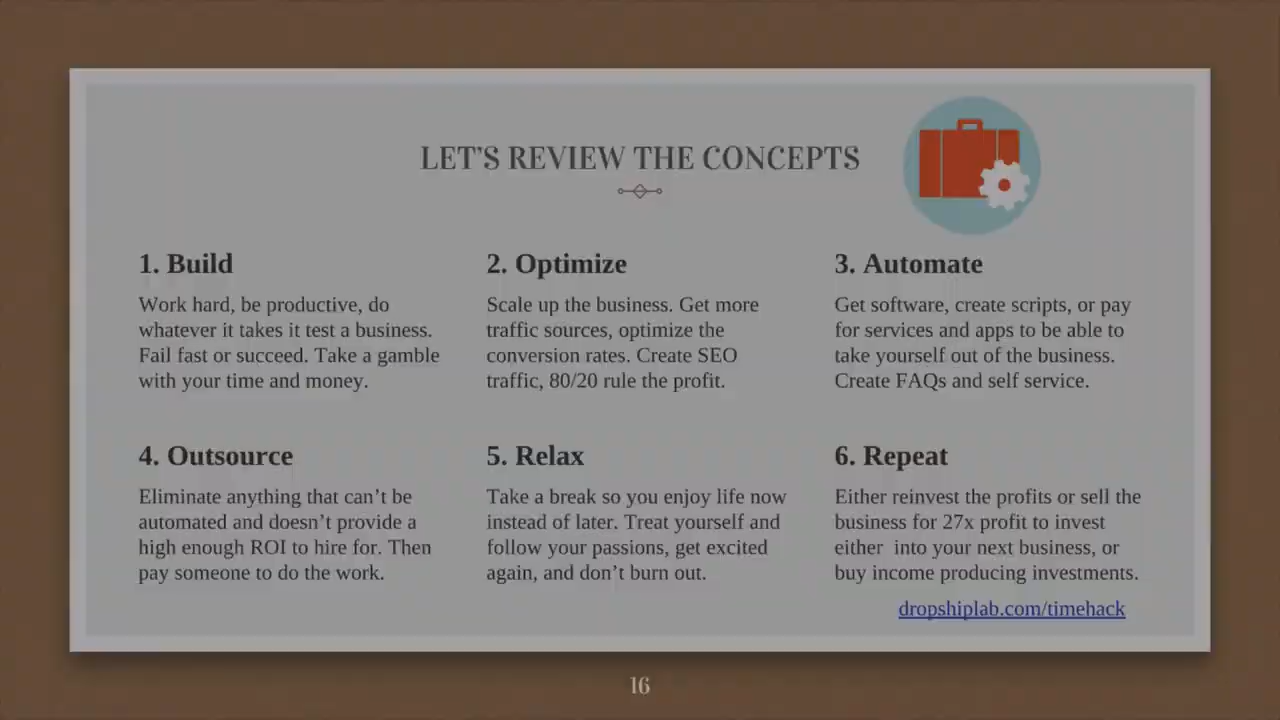 LET'S REVIEW THE CONCEPTS
1. Build
Work hard, be productive, do
whatever it takes it test a business.
Fail fast or succeed. Take a gamble
with your time and money.
2. Optimize
Scale up the business. Get more
traffic sources, optimize the
conversion rates. Create SEO
traffic, 80/20 rule the profit.
3. Automate
Get software, create scripts, or pay
for services and apps to be able to
take yourself out of the business.
Create FAQs and self service.
4. Outsource
Eliminate anything that can’t be
automated and doesn’t provide a
high enough ROI to hire for. Then
pay someone to do the work.
5. Relax
Take a break so you enjoy life now
instead of later. Treat yourself and
follow your passions, get excited
again, and don’t burn out.
6. Repeat
Either reinvest the profits or sell the
business for 27x profit to invest
either  into your next business, or
buy income producing investments.
dropshiplab.com/timehack
16